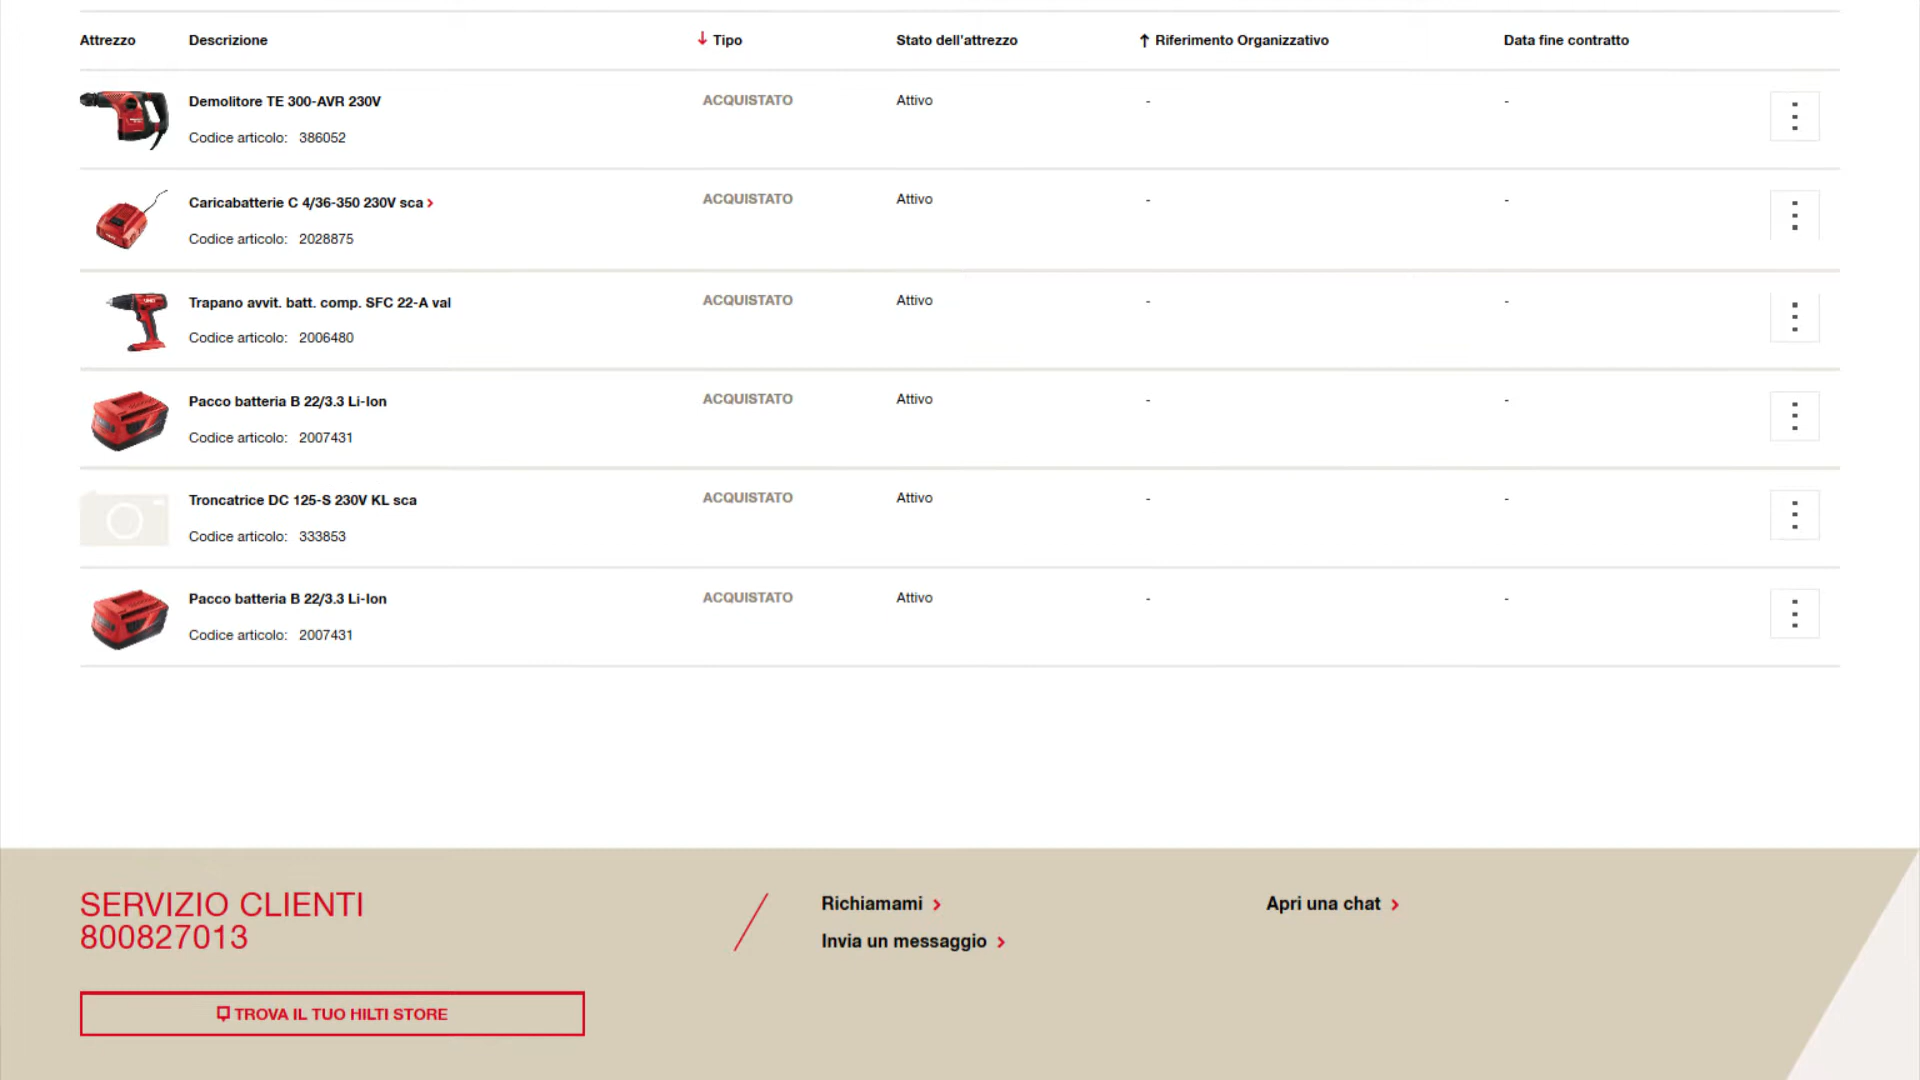 Attrezzo Descrizione Tipo Stato dell'attrezzo Riferimento Organizzativo Data fine contratto
Demolitore TE 300-AVR 230V ACQUISTATO Attivo - -
Codice articolo: 386052
Caricabatterie C 4/36-350 230V sca ACQUISTATO Attivo - -
Codice articolo: 2028875
Trapano avvit. batt. comp. SFC 22-A val ACQUISTATO Attivo - -
Codice articolo: 2006480
Pacco batteria B 22/3.3 Li-Ion ACQUISTATO Attivo - -
Codice articolo: 2007431
Troncatrice DC 125-S 230V KL sca ACQUISTATO Attivo - -
Codice articolo: 333853
Pacco batteria B 22/3.3 Li-Ion ACQUISTATO Attivo - -
Codice articolo: 2007431
SERVIZIO CLIENTI
800827013
Richiamami
Invia un messaggio
Apri una chat
TROVA IL TUO HILTI STORE